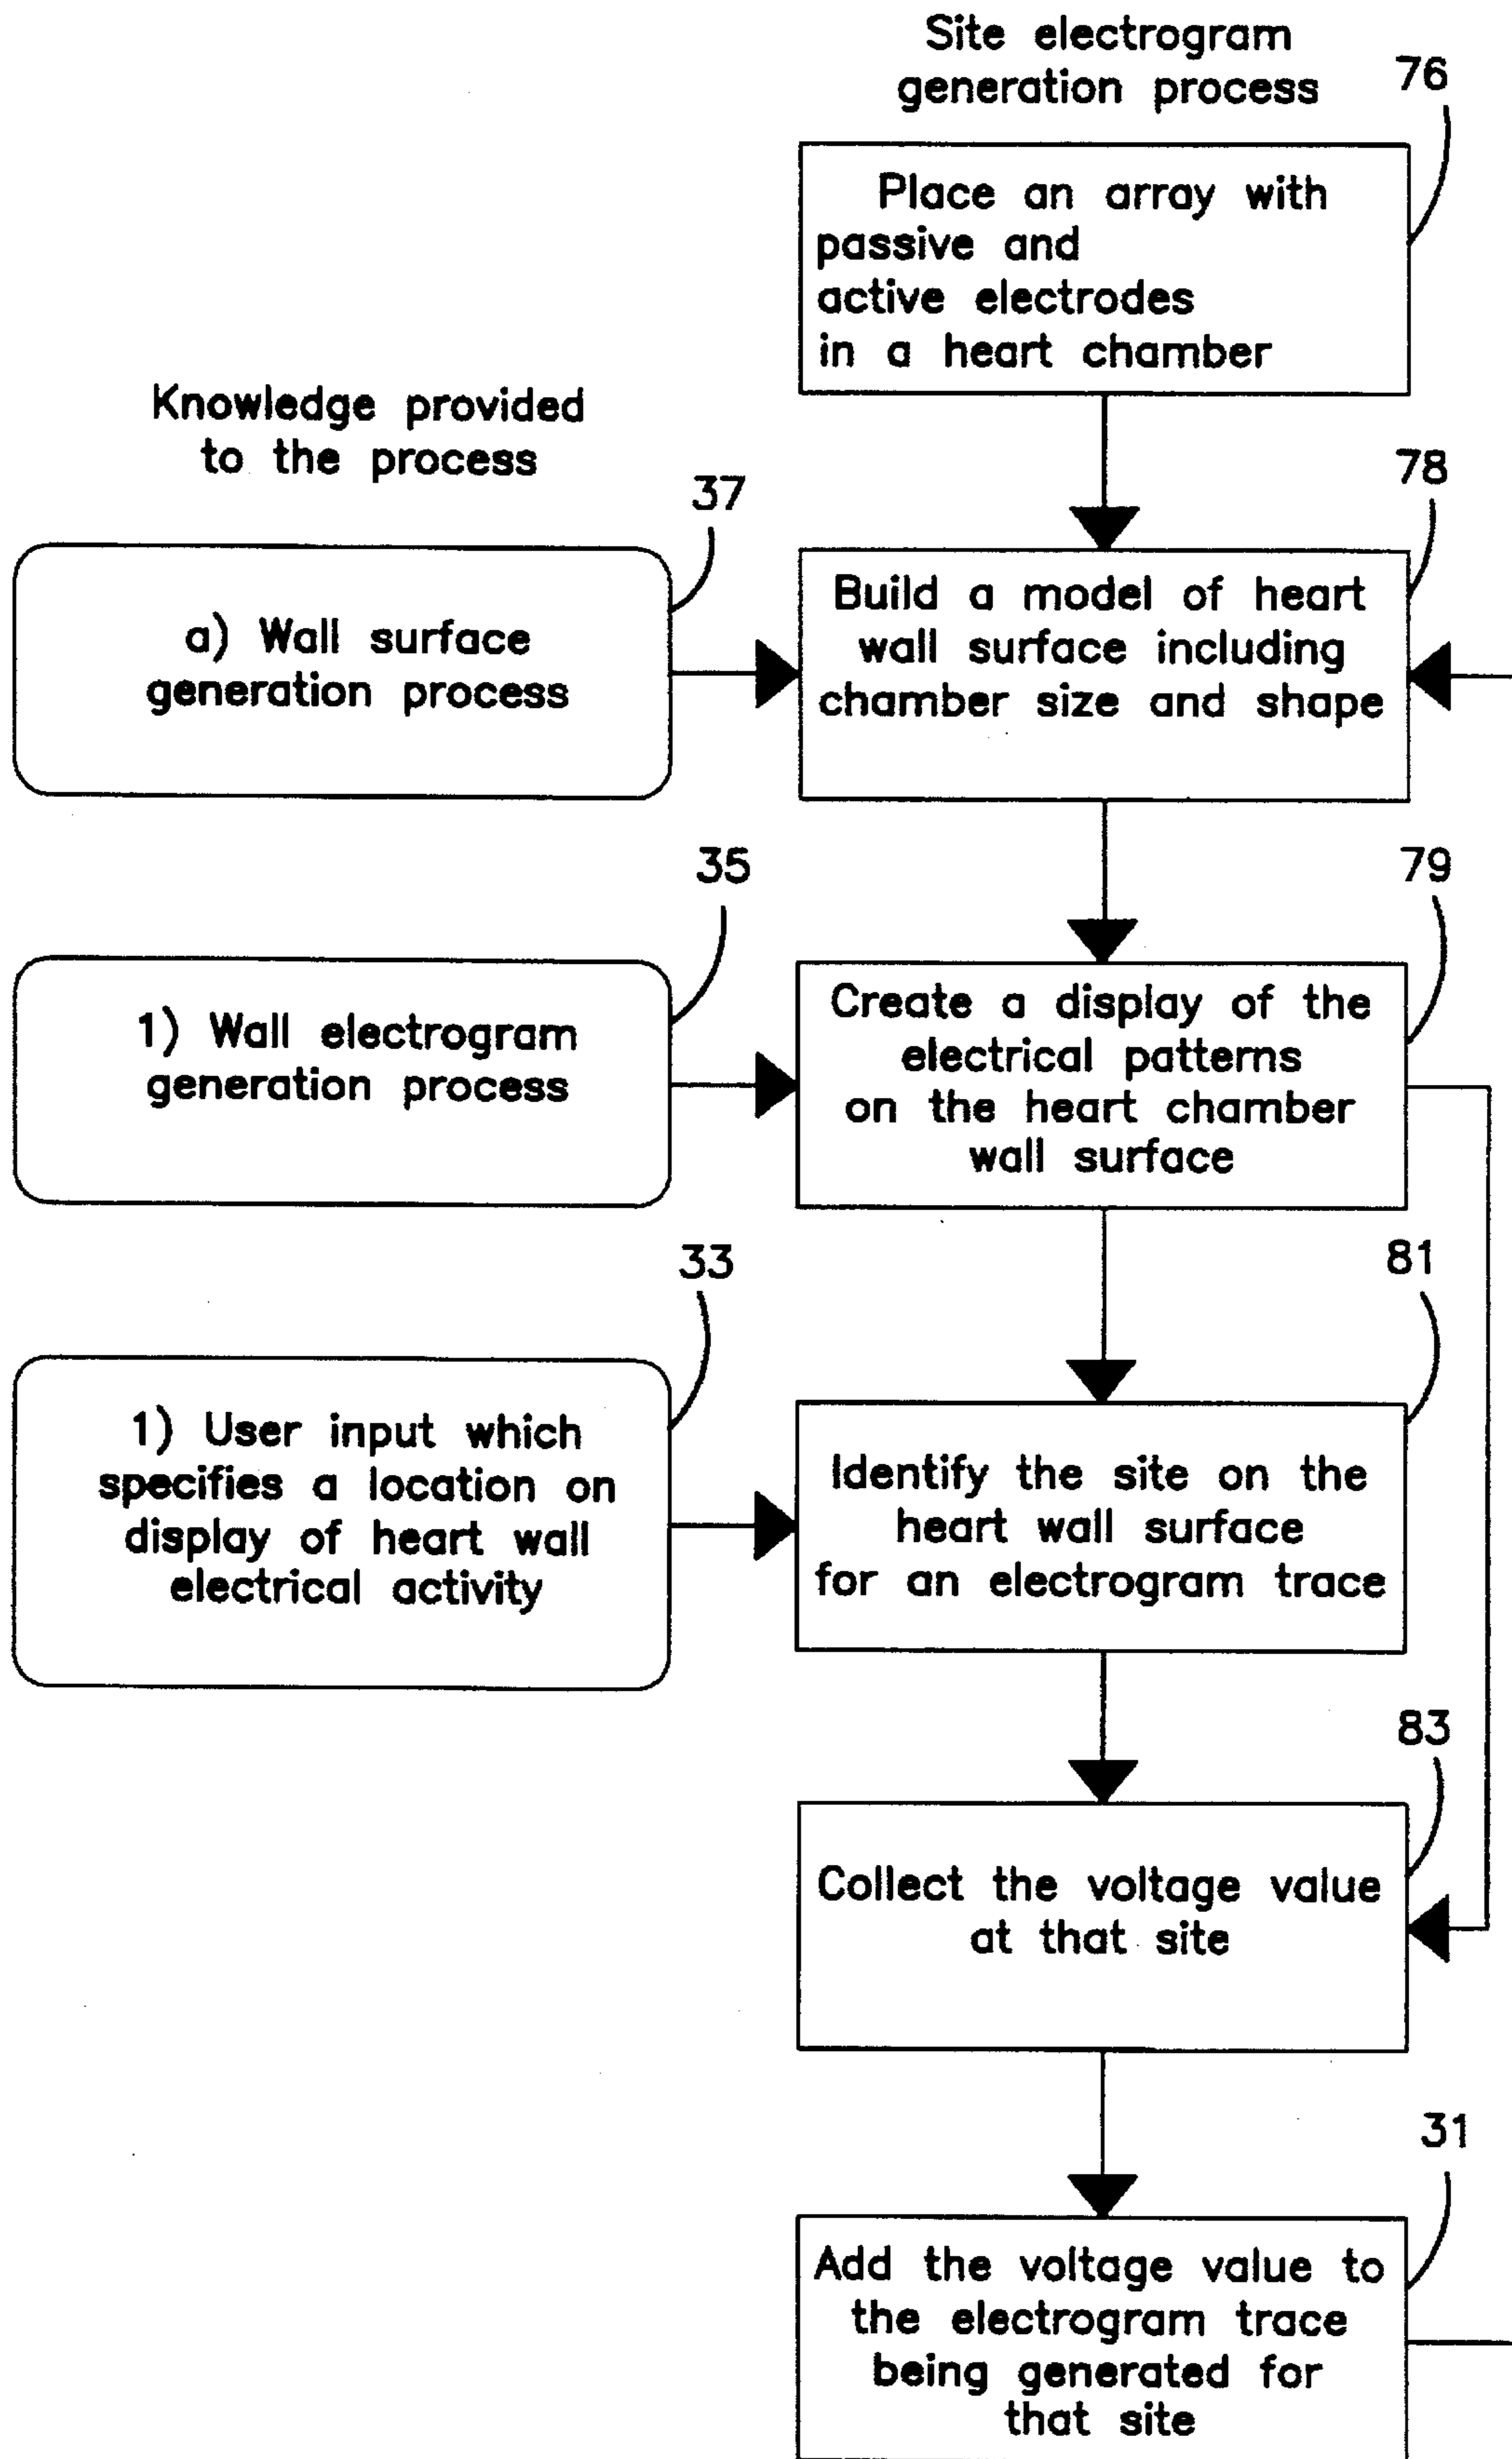 Site electrogram
generation process
76
Place an array with
passive and
active electrodes
in a heart chamber
Knowledge provided
to the process
37
78
a) Wall surface
generation process
Build a model of heart
wall surface including
chamber size and shape
35
79
1) Wall electrogram
generation process
Create a display of the
electrical patterns
on the heart chamber
wall surface
33
81
1) User input which
specifies a location on
display of heart wall
electrical activity
Identify the site on the
heart wall surface
for an electrogram trace
83
Collect the voltage value
at that site
31
Add the voltage value to
the electrogram trace
being generated for
that site